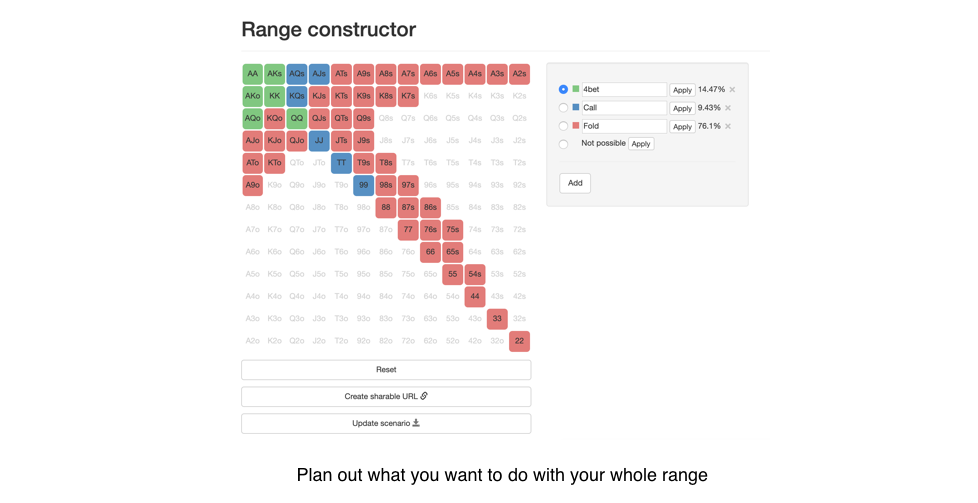 Range constructor
AA AKs AQs AJs ATs A9s A8s A7s A6s A5s A4s A3s A2s
AKo KK KQs KJs KTs K9s K8s K7s K6s K5s K4s K3s K2s
AQo KQo QQ QJs QTs Q9s Q8s Q7s Q6s Q5s Q4s Q3s Q2s
AJo KJo QJo JJ JTs J9s J8s J7s J6s J5s J4s J3s J2s
ATo KTo QTo JTo TT T9s T8s T7s T6s T5s T4s T3s T2s
A9o K9o Q9o J9o T9o 99 98s 97s 96s 95s 94s 93s 92s
A8o K8o Q8o J8o T8o 98o 88 87s 86s 85s 84s 83s 82s
A7o K7o Q7o J7o T7o 97o 87o 77 76s 75s 74s 73s 72s
A6o K6o Q6o J6o T6o 96o 86o 76o 66 65s 64s 63s 62s
A5o K5o Q5o J5o T5o 95o 85o 75o 65o 55 54s 53s 52s
A4o K4o Q4o J4o T4o 94o 84o 74o 64o 54o 44 43s 42s
A3o K3o Q3o J3o T3o 93o 83o 73o 63o 53o 43o 33 32s
A2o K2o Q2o J2o T2o 92o 82o 72o 62o 52o 42o 32o 22
4bet Apply 14.47% ×
Call Apply 9.43% ×
Fold Apply 76.1% ×
Not possible Apply
Add
Reset
Create sharable URL
Update scenario
Plan out what you want to do with your whole range